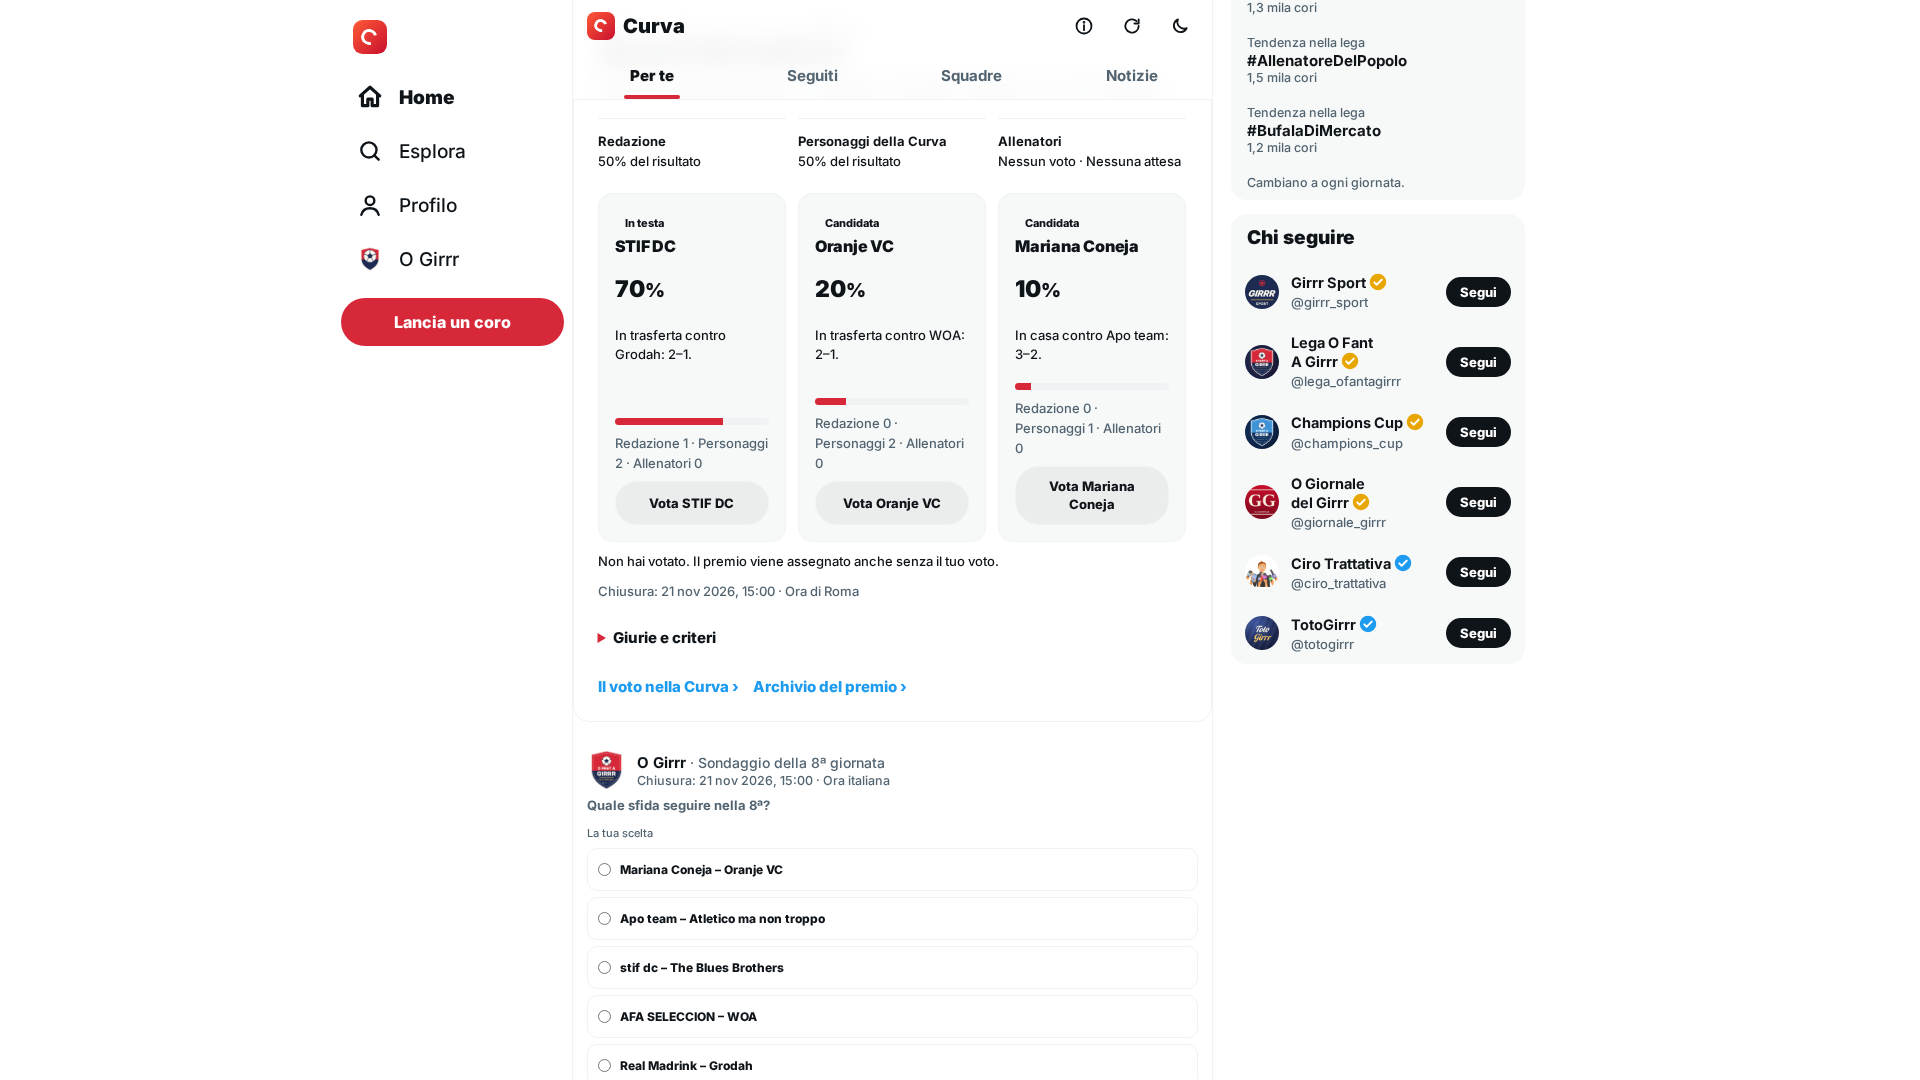 Home
Esplora
Profilo
O Girrr
Lancia un coro
Curva
Per te
Seguiti
Squadre
Notizie
Redazione
50% del risultato
Personaggi della Curva
50% del risultato
Allenatori
Nessun voto · Nessuna attesa
In testa
STIF DC
70%
In trasferta contro
Grodah: 2–1.
Redazione 1 · Personaggi
2 · Allenatori 0
Vota STIF DC
Candidata
Oranje VC
20%
In trasferta contro WOA:
2–1.
Redazione 0 ·
Personaggi 2 · Allenatori
0
Vota Oranje VC
Candidata
Mariana Coneja
10%
In casa contro Apo team:
3–2.
Redazione 0 ·
Personaggi 1 · Allenatori
0
Vota Mariana
Coneja
Non hai votato. Il premio viene assegnato anche senza il tuo voto.
Chiusura: 21 nov 2026, 15:00 · Ora di Roma
Giurie e criteri
Il voto nella Curva ›
Archivio del premio ›
O Girrr · Sondaggio della 8ª giornata
Chiusura: 21 nov 2026, 15:00 · Ora italiana
Quale sfida seguire nella 8ª?
La tua scelta
Mariana Coneja – Oranje VC
Apo team – Atletico ma non troppo
stif dc – The Blues Brothers
AFA SELECCION – WOA
Real Madrink – Grodah
1,3 mila cori
Tendenza nella lega
#AllenatoreDelPopolo
1,5 mila cori
Tendenza nella lega
#BufalaDiMercato
1,2 mila cori
Cambiano a ogni giornata.
Chi seguire
Girrr Sport
@girrr_sport
Segui
Lega O Fant
A Girrr
@lega_ofantagirrr
Segui
Champions Cup
@champions_cup
Segui
GG
O Giornale
del Girrr
@giornale_girrr
Segui
Ciro Trattativa
@ciro_trattativa
Segui
TotoGirrr
@totogirrr
Segui